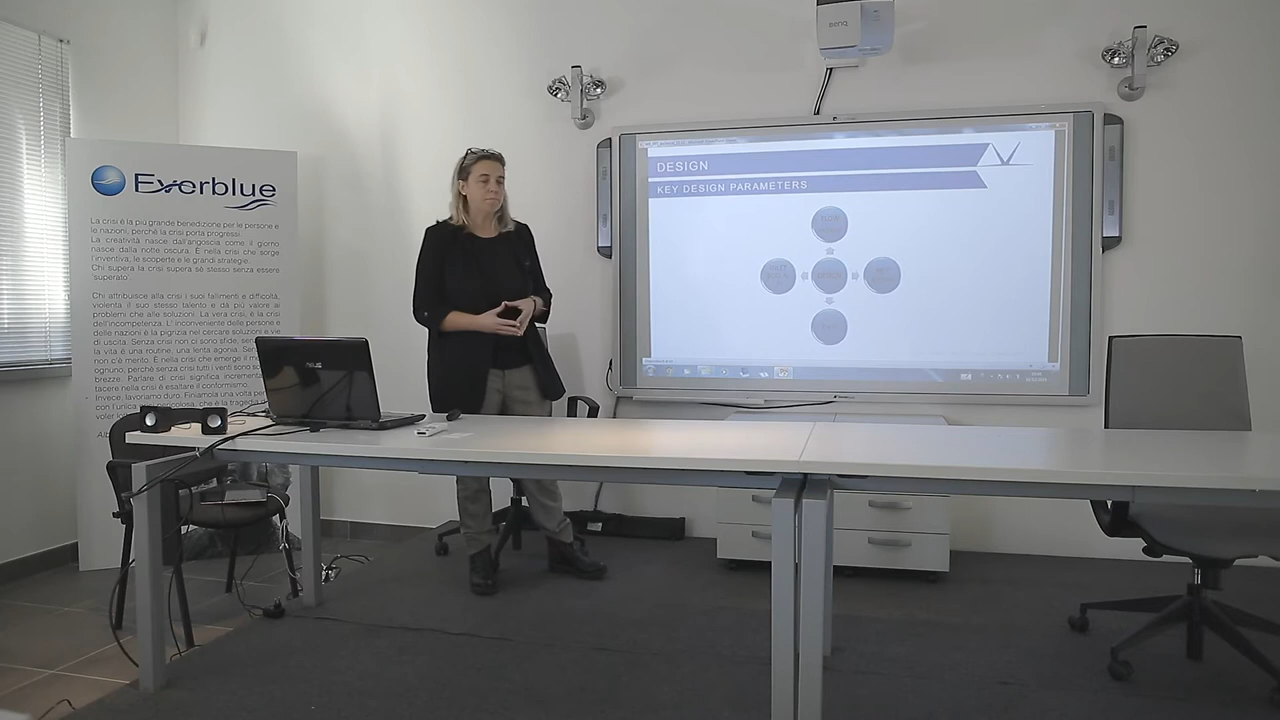 Everblue
La crisi è la più grande benedizione per le persone e
le nazioni, perché la crisi porta progressi.
La creatività nasce dall'angoscia come il giorno
nasce dalla notte oscura. È nella crisi che sorge
l'inventiva, le scoperte e le grandi strategie.
Chi supera la crisi supera sè stesso senza essere
'superato'.
Chi attribuisce alla crisi i suoi fallimenti e difficoltà,
violenta il suo stesso talento e dà più valore ai
problemi che alle soluzioni. La vera crisi, è la crisi
dell'incompetenza. L' inconveniente delle persone e
delle nazioni è la pigrizia nel cercare soluzioni e vie
di uscita. Senza crisi non ci sono sfide,
la vita è una routine, una lenta agonia.
non c'è merito. È nella crisi che emerge il
ognuno, perchè senza crisi tutti i venti sono
brezze. Parlare di crisi significa
tacere nella crisi è esaltare il conformismo.
Invece, lavoriamo duro. Finiamola una volta
con l'unica che è la tragedia
voler
BenQ
DESIGN
KEY DESIGN PARAMETERS
FLOW
INLET
DESIGN
ASUS